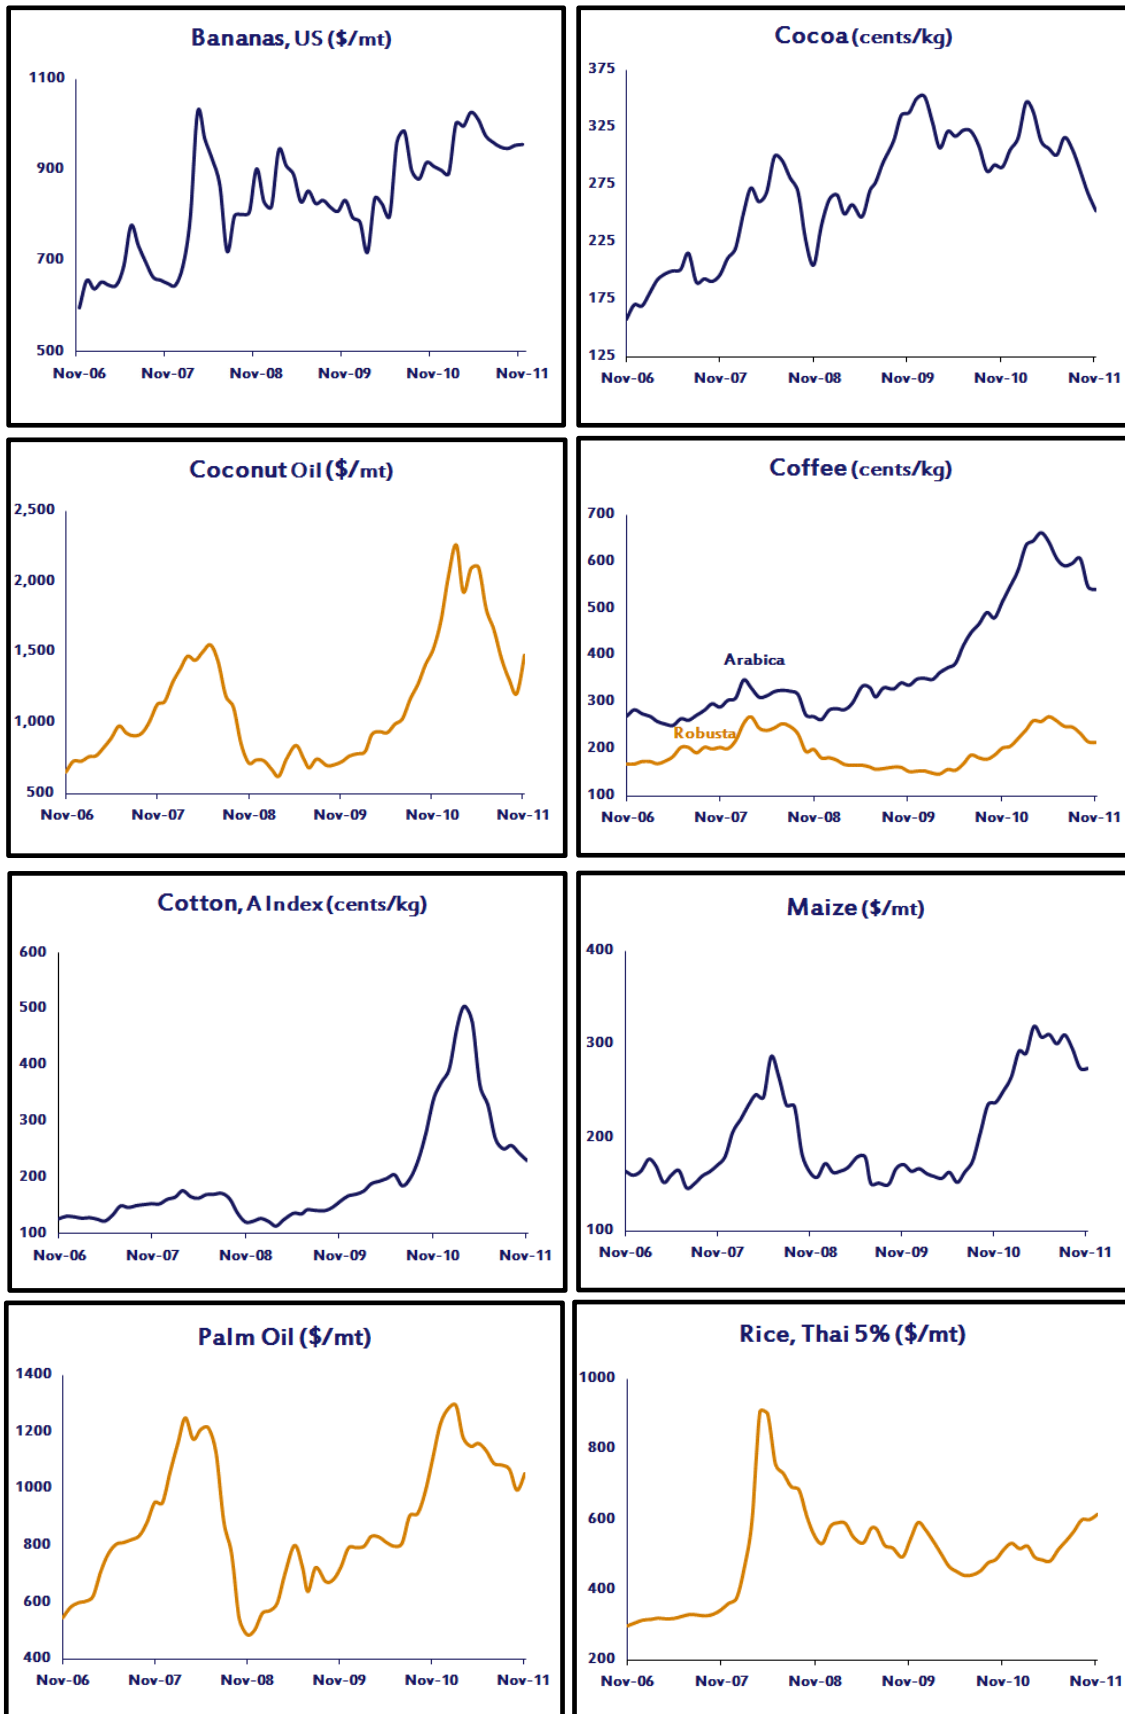 Bananas, US ($/mt)
1100
900
700
500
Nov-06 Nov-07 Nov-08 Nov-09 Nov-10 Nov-11
Cocoa (cents/kg)
375
325
275
225
175
125
Nov-06 Nov-07 Nov-08 Nov-09 Nov-10 Nov-11
Coconut Oil ($/mt)
2,500
2,000
1,500
1,000
500
Nov-06 Nov-07 Nov-08 Nov-09 Nov-10 Nov-11
Coffee (cents/kg)
700
600
500
400
300
200
100
Arabica
Robusta
Nov-06 Nov-07 Nov-08 Nov-09 Nov-10 Nov-11
Cotton, A Index (cents/kg)
600
500
400
300
200
100
Nov-06 Nov-07 Nov-08 Nov-09 Nov-10 Nov-11
Maize ($/mt)
400
300
200
100
Nov-06 Nov-07 Nov-08 Nov-09 Nov-10 Nov-11
Palm Oil ($/mt)
1400
1200
1000
800
600
400
Nov-06 Nov-07 Nov-08 Nov-09 Nov-10 Nov-11
Rice, Thai 5% ($/mt)
1000
800
600
400
200
Nov-06 Nov-07 Nov-08 Nov-09 Nov-10 Nov-11